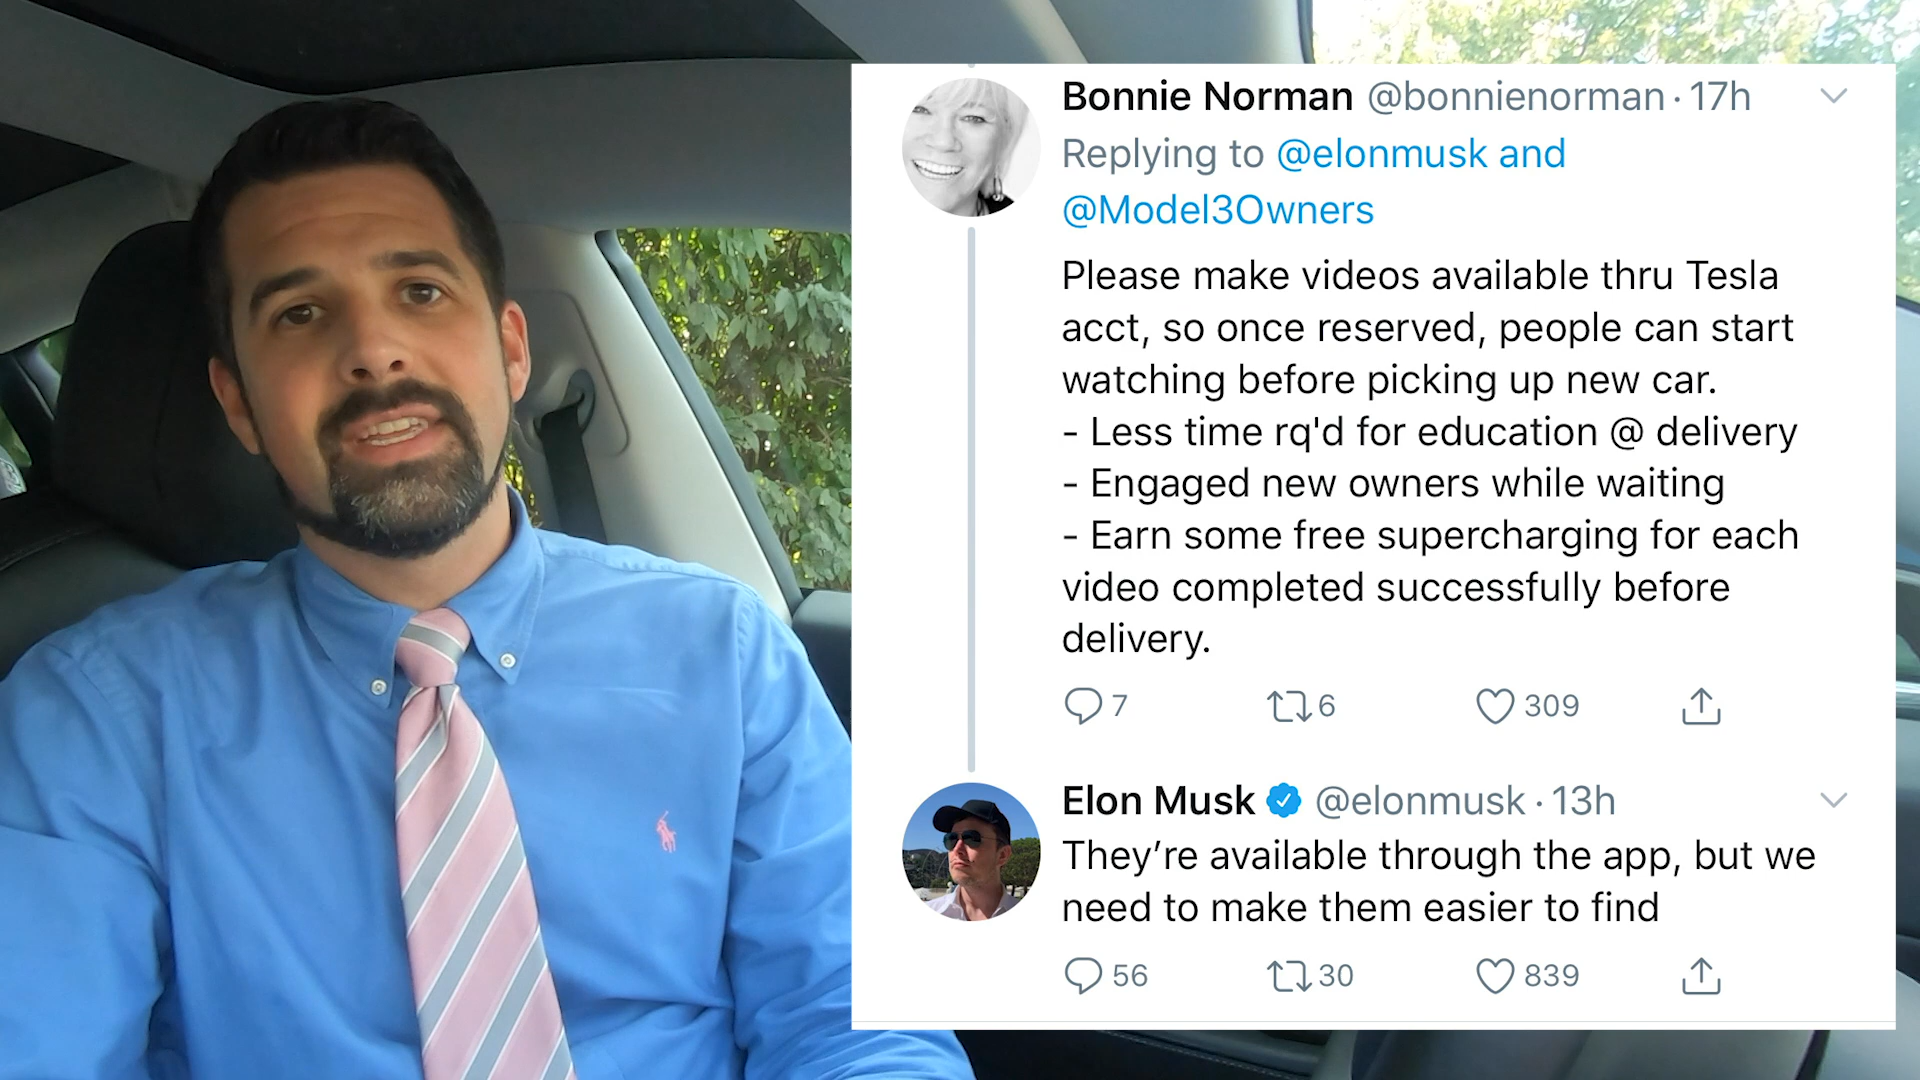 Bonnie Norman @bonnienorman · 17h
Replying to @elonmusk and
@Model3Owners
Please make videos available thru Tesla
acct, so once reserved, people can start
watching before picking up new car.
- Less time rq'd for education @ delivery
- Engaged new owners while waiting
- Earn some free supercharging for each
video completed successfully before
delivery.
7 6 309
Elon Musk @elonmusk · 13h
They’re available through the app, but we
need to make them easier to find
56 30 839